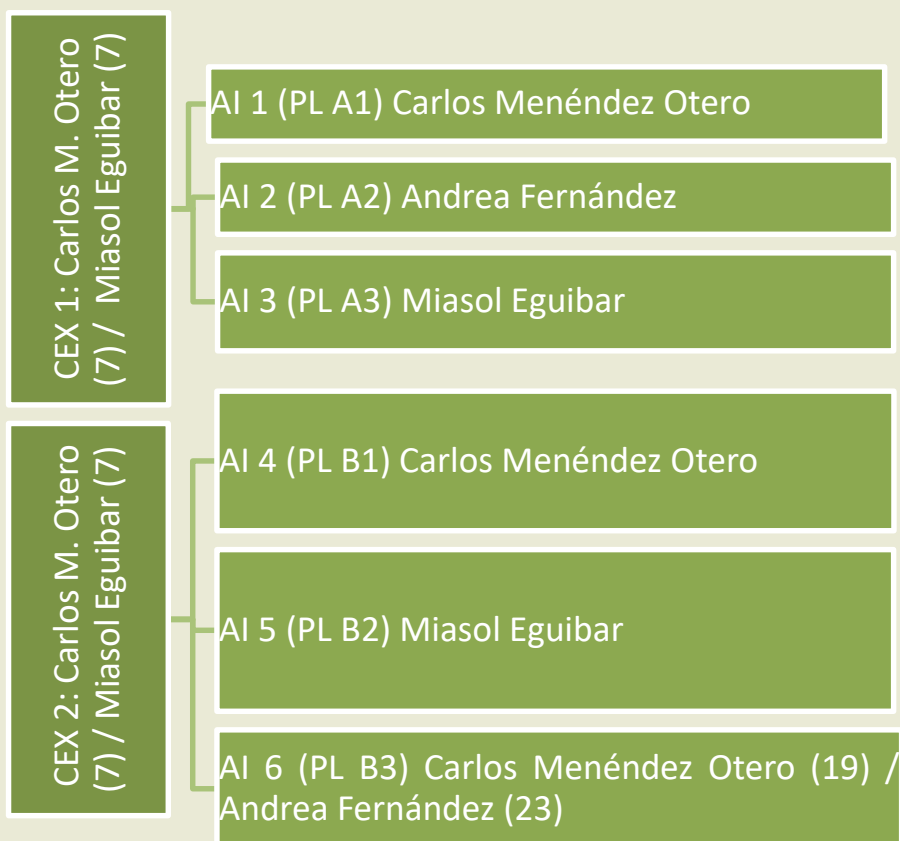 CEX 1: Carlos M. Otero
(7) / Miasol Eguibar (7)
AI 1 (PL A1) Carlos Menéndez Otero
AI 2 (PL A2) Andrea Fernández
AI 3 (PL A3) Miasol Eguibar
CEX 2: Carlos M. Otero
(7) / Miasol Eguibar (7)
AI 4 (PL B1) Carlos Menéndez Otero
AI 5 (PL B2) Miasol Eguibar
AI 6 (PL B3) Carlos Menéndez Otero (19) /
Andrea Fernández (23)